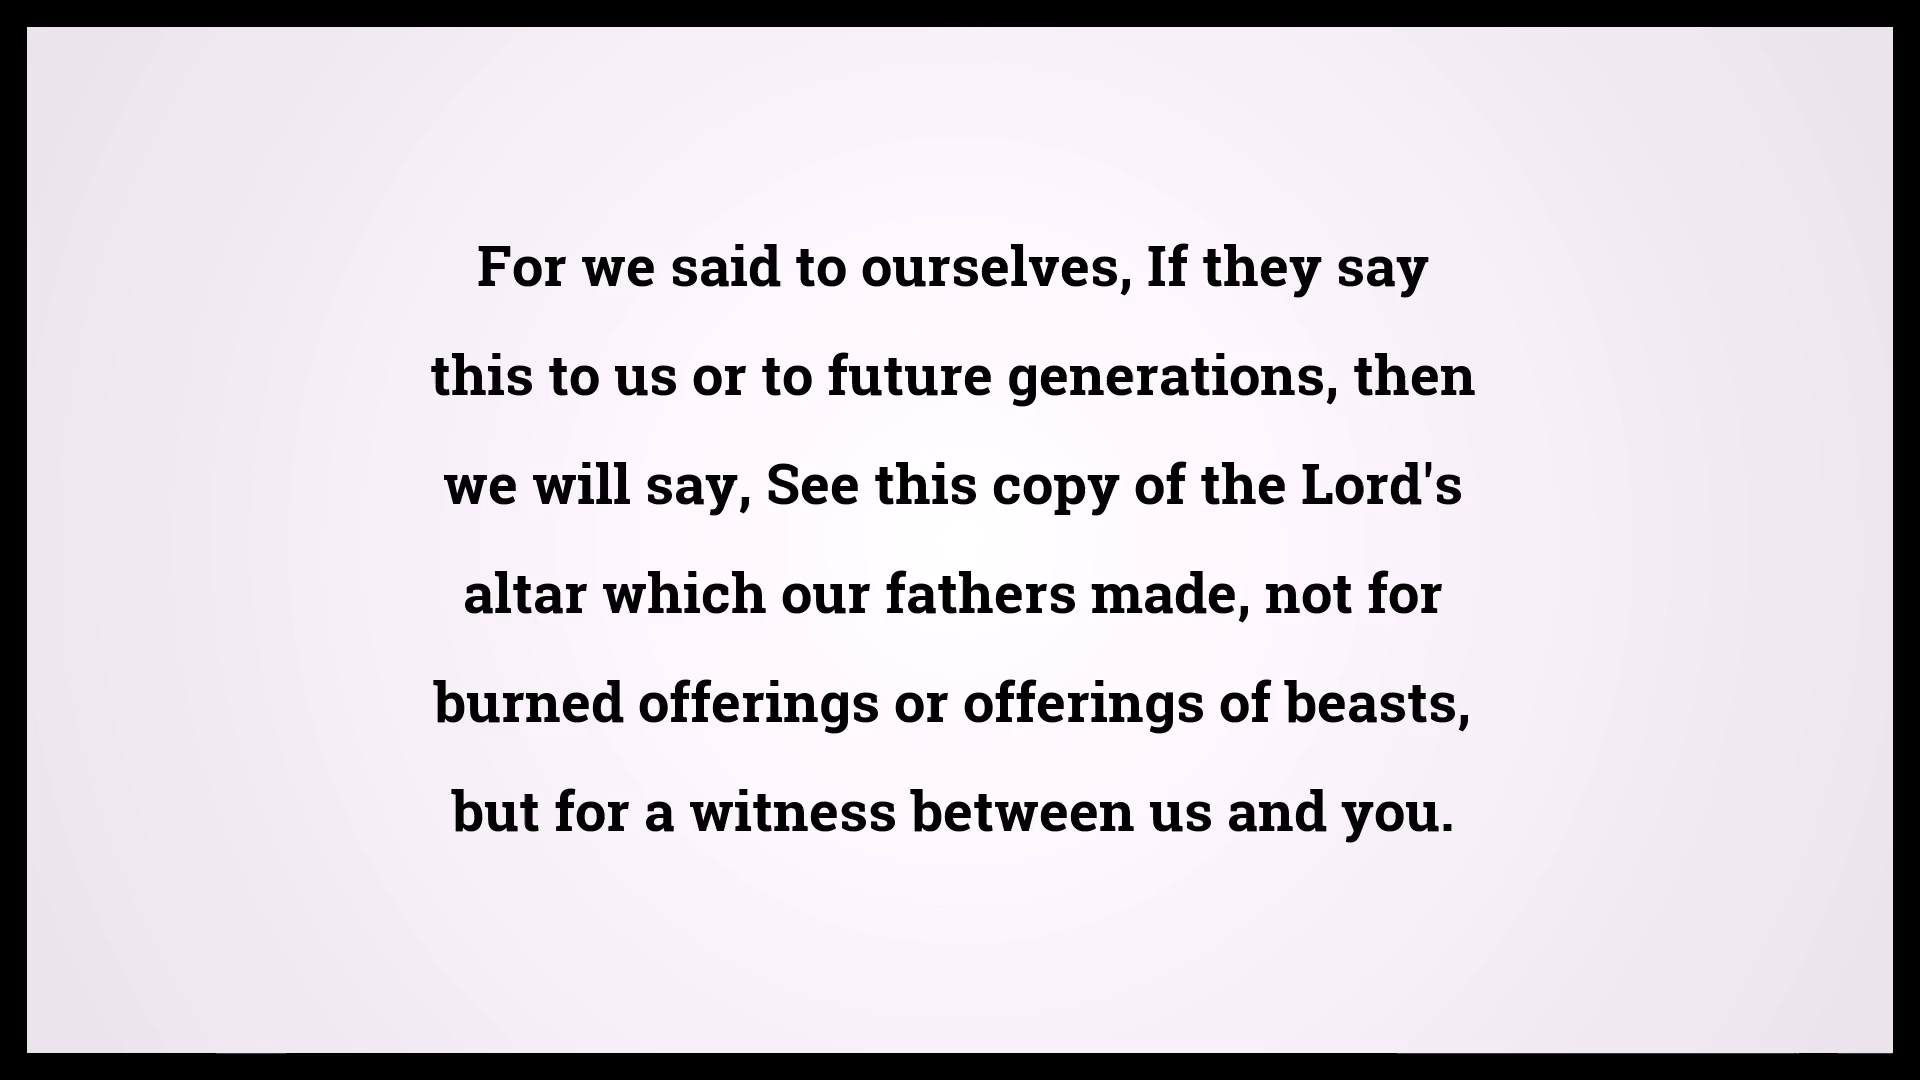 For we said to ourselves, If they say
this to us or to future generations, then
we will say, See this copy of the Lord's
altar which our fathers made, not for
burned offerings or offerings of beasts,
but for a witness between us and you.